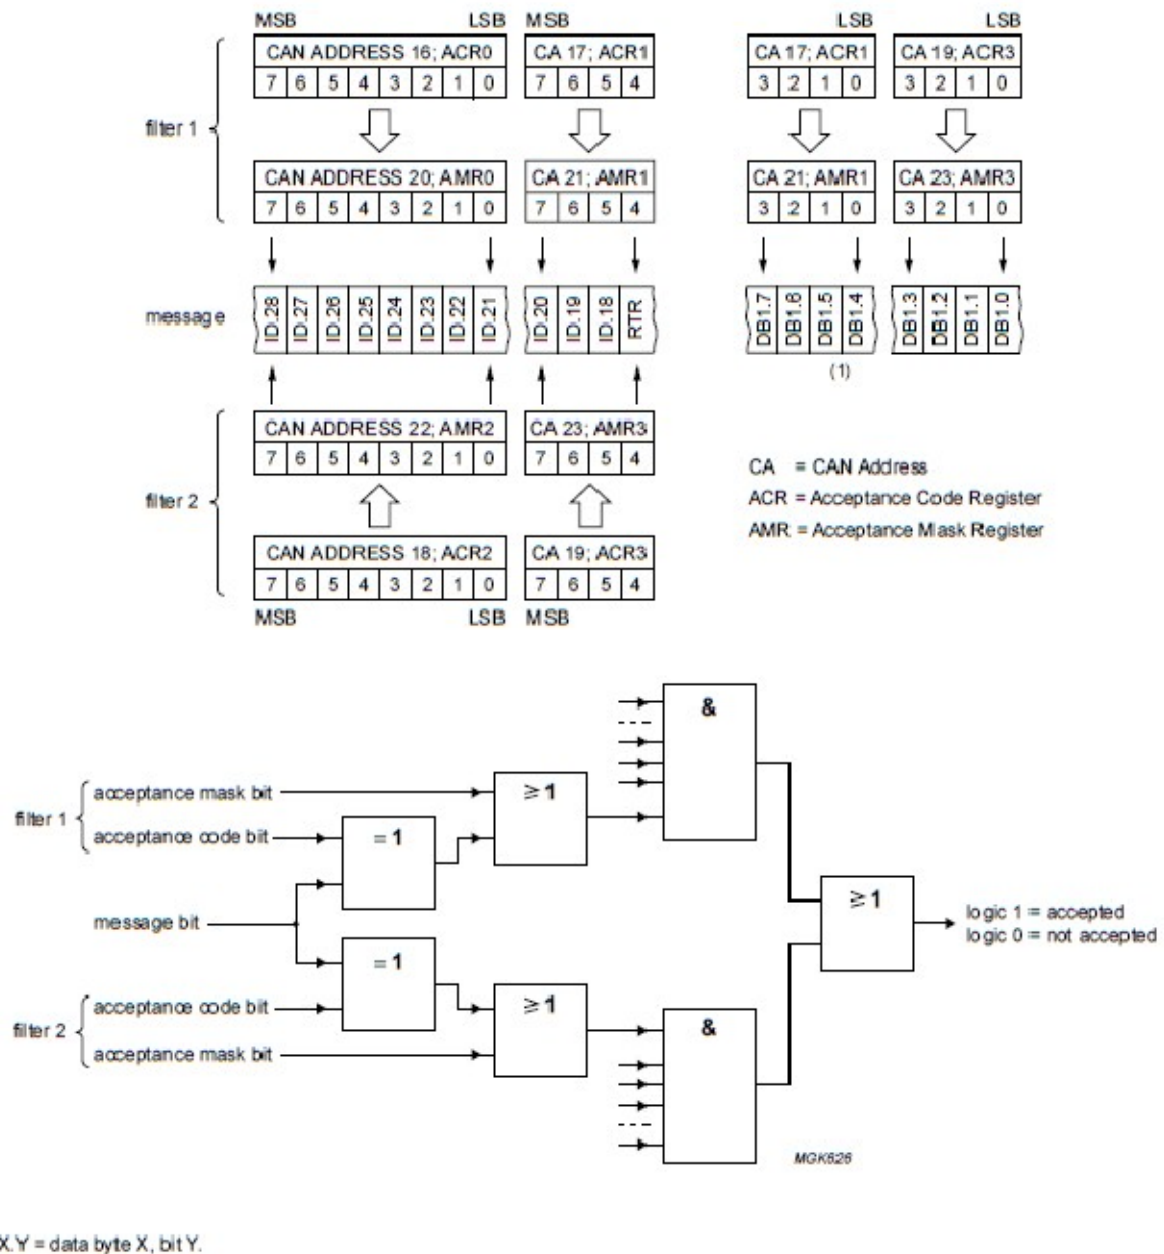 MSB LSB MSB LSB LSB
CAN ADDRESS 16; ACR0 CA 17; ACR1 CA 17; ACR1 CA 19; ACR3
7 6 5 4 3 2 1 0 7 6 5 4 3 2 1 0 3 2 1 0
filter 1
CAN ADDRESS 20; AMR0 CA 21; AMR1 CA 21; AMR1 CA 23; AMR3
7 6 5 4 3 2 1 0 7 6 5 4 3 2 1 0 3 2 1 0
message
ID.28 ID.27 ID.26 ID.25 ID.24 ID.23 ID.22 ID.21 ID.20 ID.19 ID.18 RTR DB1.7 DB1.6 DB1.5 DB1.4 DB1.3 DB1.2 DB1.1 DB1.0
(1)
CAN ADDRESS 22; AMR2 CA 23; AMR3
7 6 5 4 3 2 1 0 7 6 5 4
filter 2
CAN ADDRESS 18; ACR2 CA 19; ACR3
7 6 5 4 3 2 1 0 7 6 5 4
MSB LSB MSB
CA = CAN Address
ACR = Acceptance Code Register
AMR = Acceptance Mask Register
&
filter 1
acceptance mask bit
≥1
acceptance code bit
= 1
message bit
≥1
logic 1 = accepted
logic 0 = not accepted
= 1
filter 2
acceptance code bit
≥1
&
acceptance mask bit
MGK626
X.Y = data byte X, bit Y.